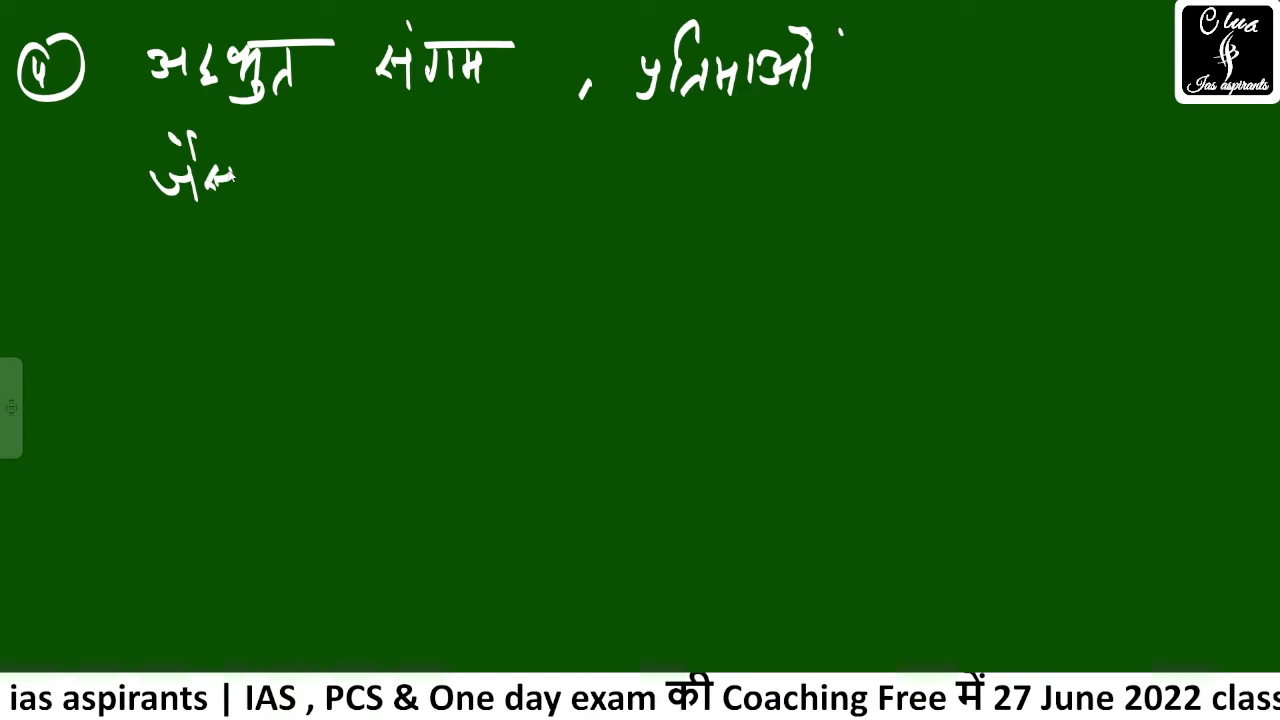 ५ अद्भुत संगम , प्रतिमाओं
Clue
Ias aspirants
ias aspirants | IAS , PCS & One day exam की Coaching Free में 27 June 2022 class